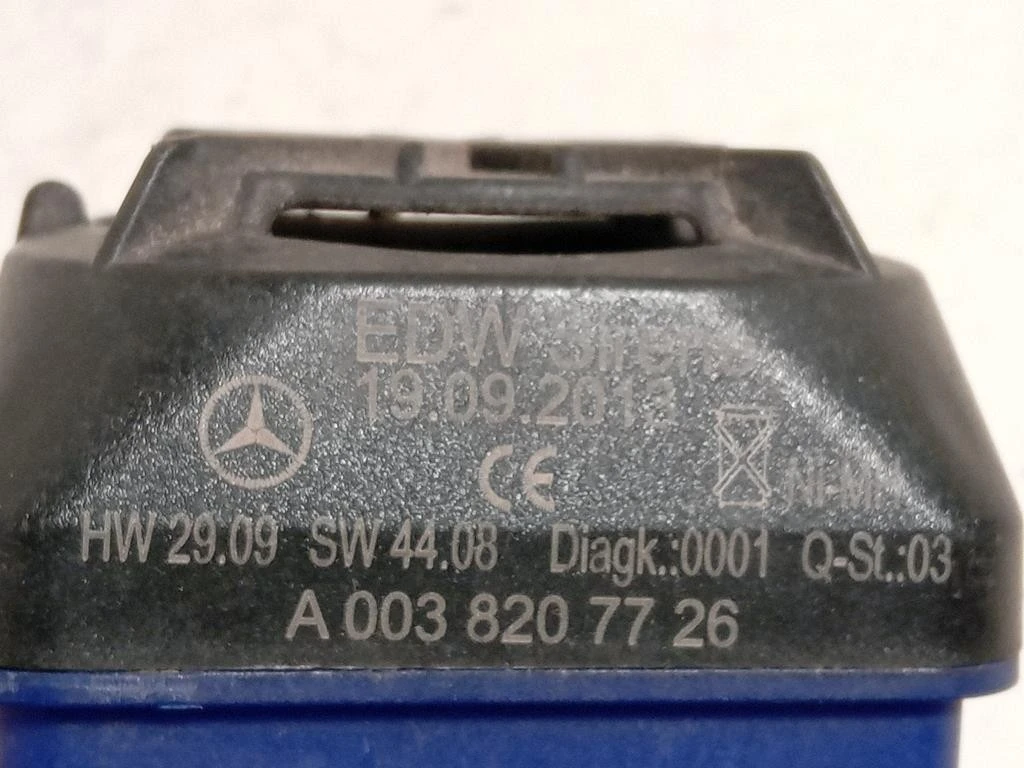 EDW Sirene
19.09.2013
CE
Ni-M
HW 29.09 SW 44.08 Diagk.:0001 Q-St.:03
A 003 820 77 26